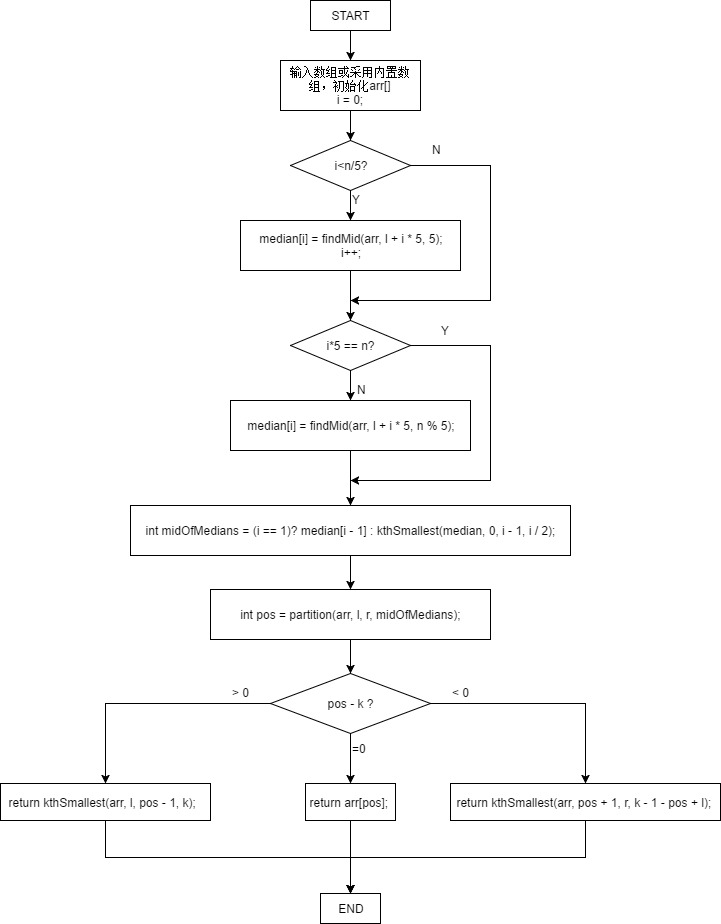 START
输入数组或采用内置数
组，初始化arr[]
i = 0;
i<n/5?
N
Y
median[i] = findMid(arr, l + i * 5, 5);
i++;
i*5 == n?
Y
N
median[i] = findMid(arr, l + i * 5, n % 5);
int midOfMedians = (i == 1)? median[i - 1] : kthSmallest(median, 0, i - 1, i / 2);
int pos = partition(arr, l, r, midOfMedians);
pos - k ?
> 0
< 0
=0
return kthSmallest(arr, l, pos - 1, k);
return arr[pos];
return kthSmallest(arr, pos + 1, r, k - 1 - pos + l);
END